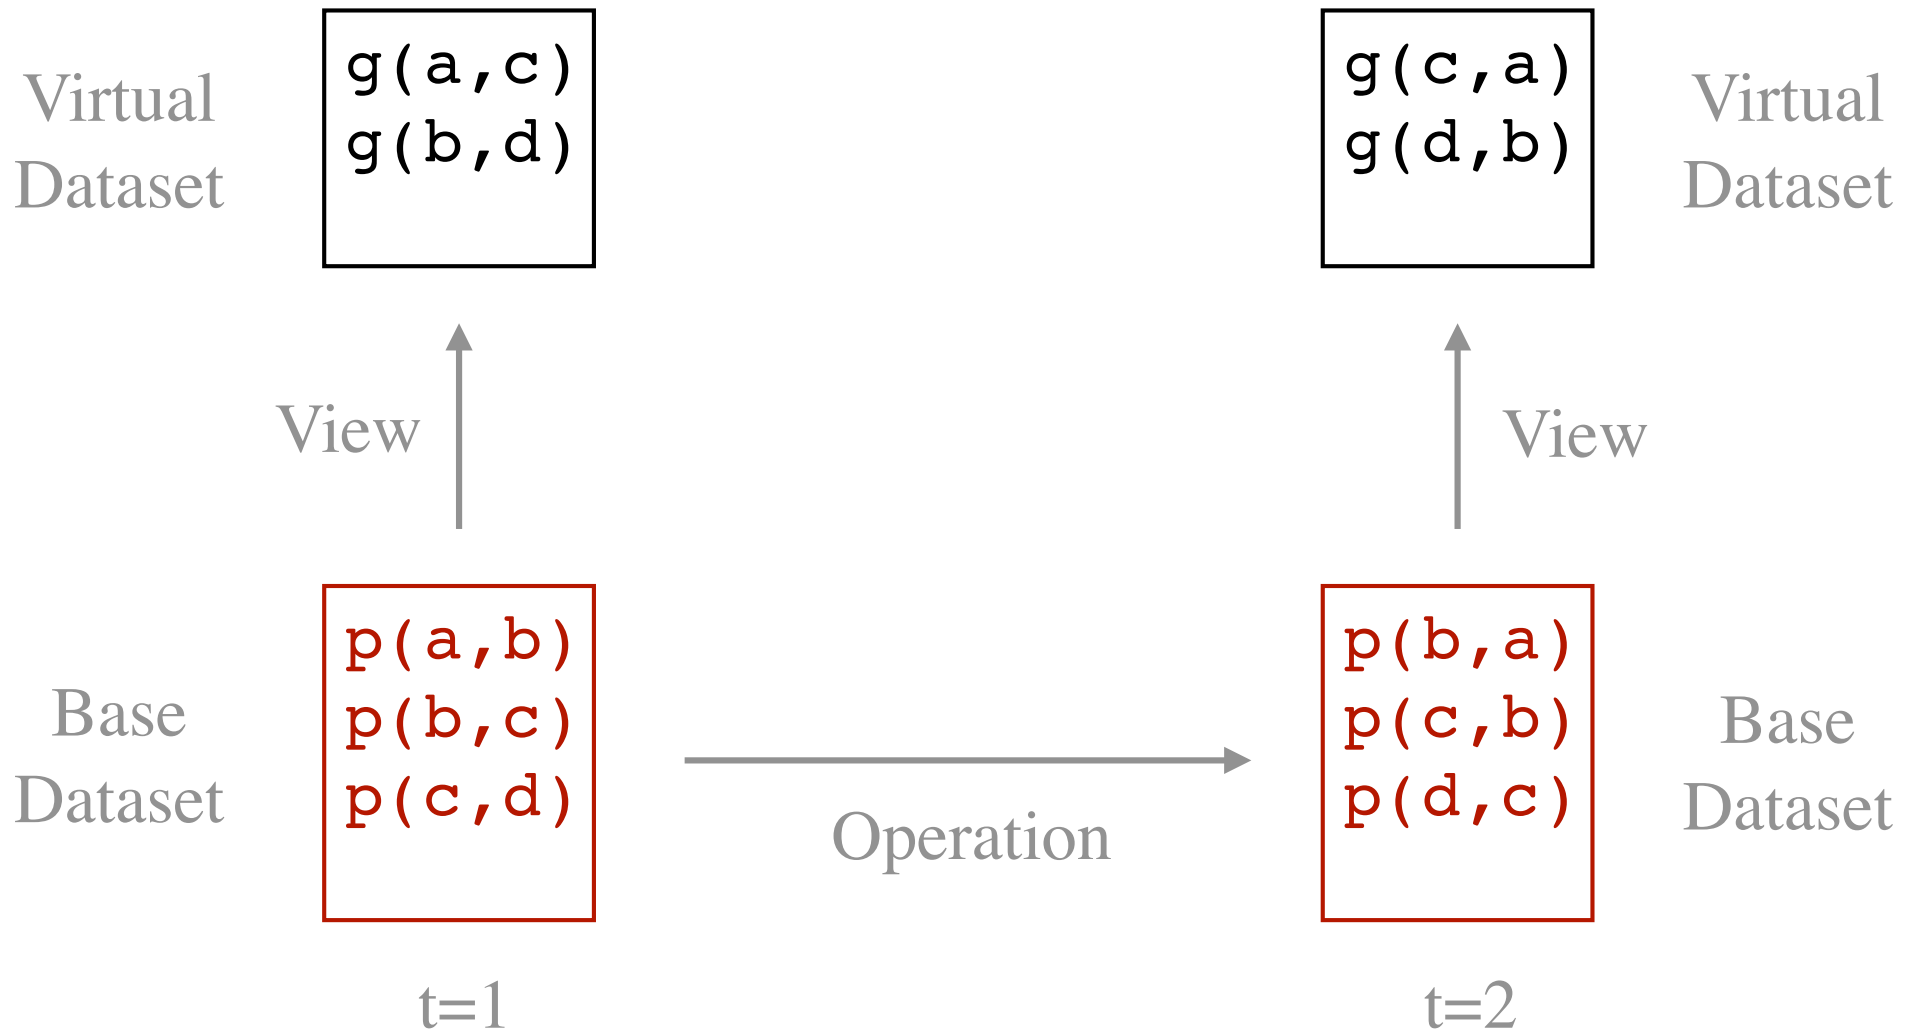 Virtual
Dataset
g(a,c)
g(b,d)
g(c,a)
g(d,b)
Virtual
Dataset
View
View
Base
Dataset
p(a,b)
p(b,c)
p(c,d)
Operation
p(b,a)
p(c,b)
p(d,c)
Base
Dataset
t=1
t=2